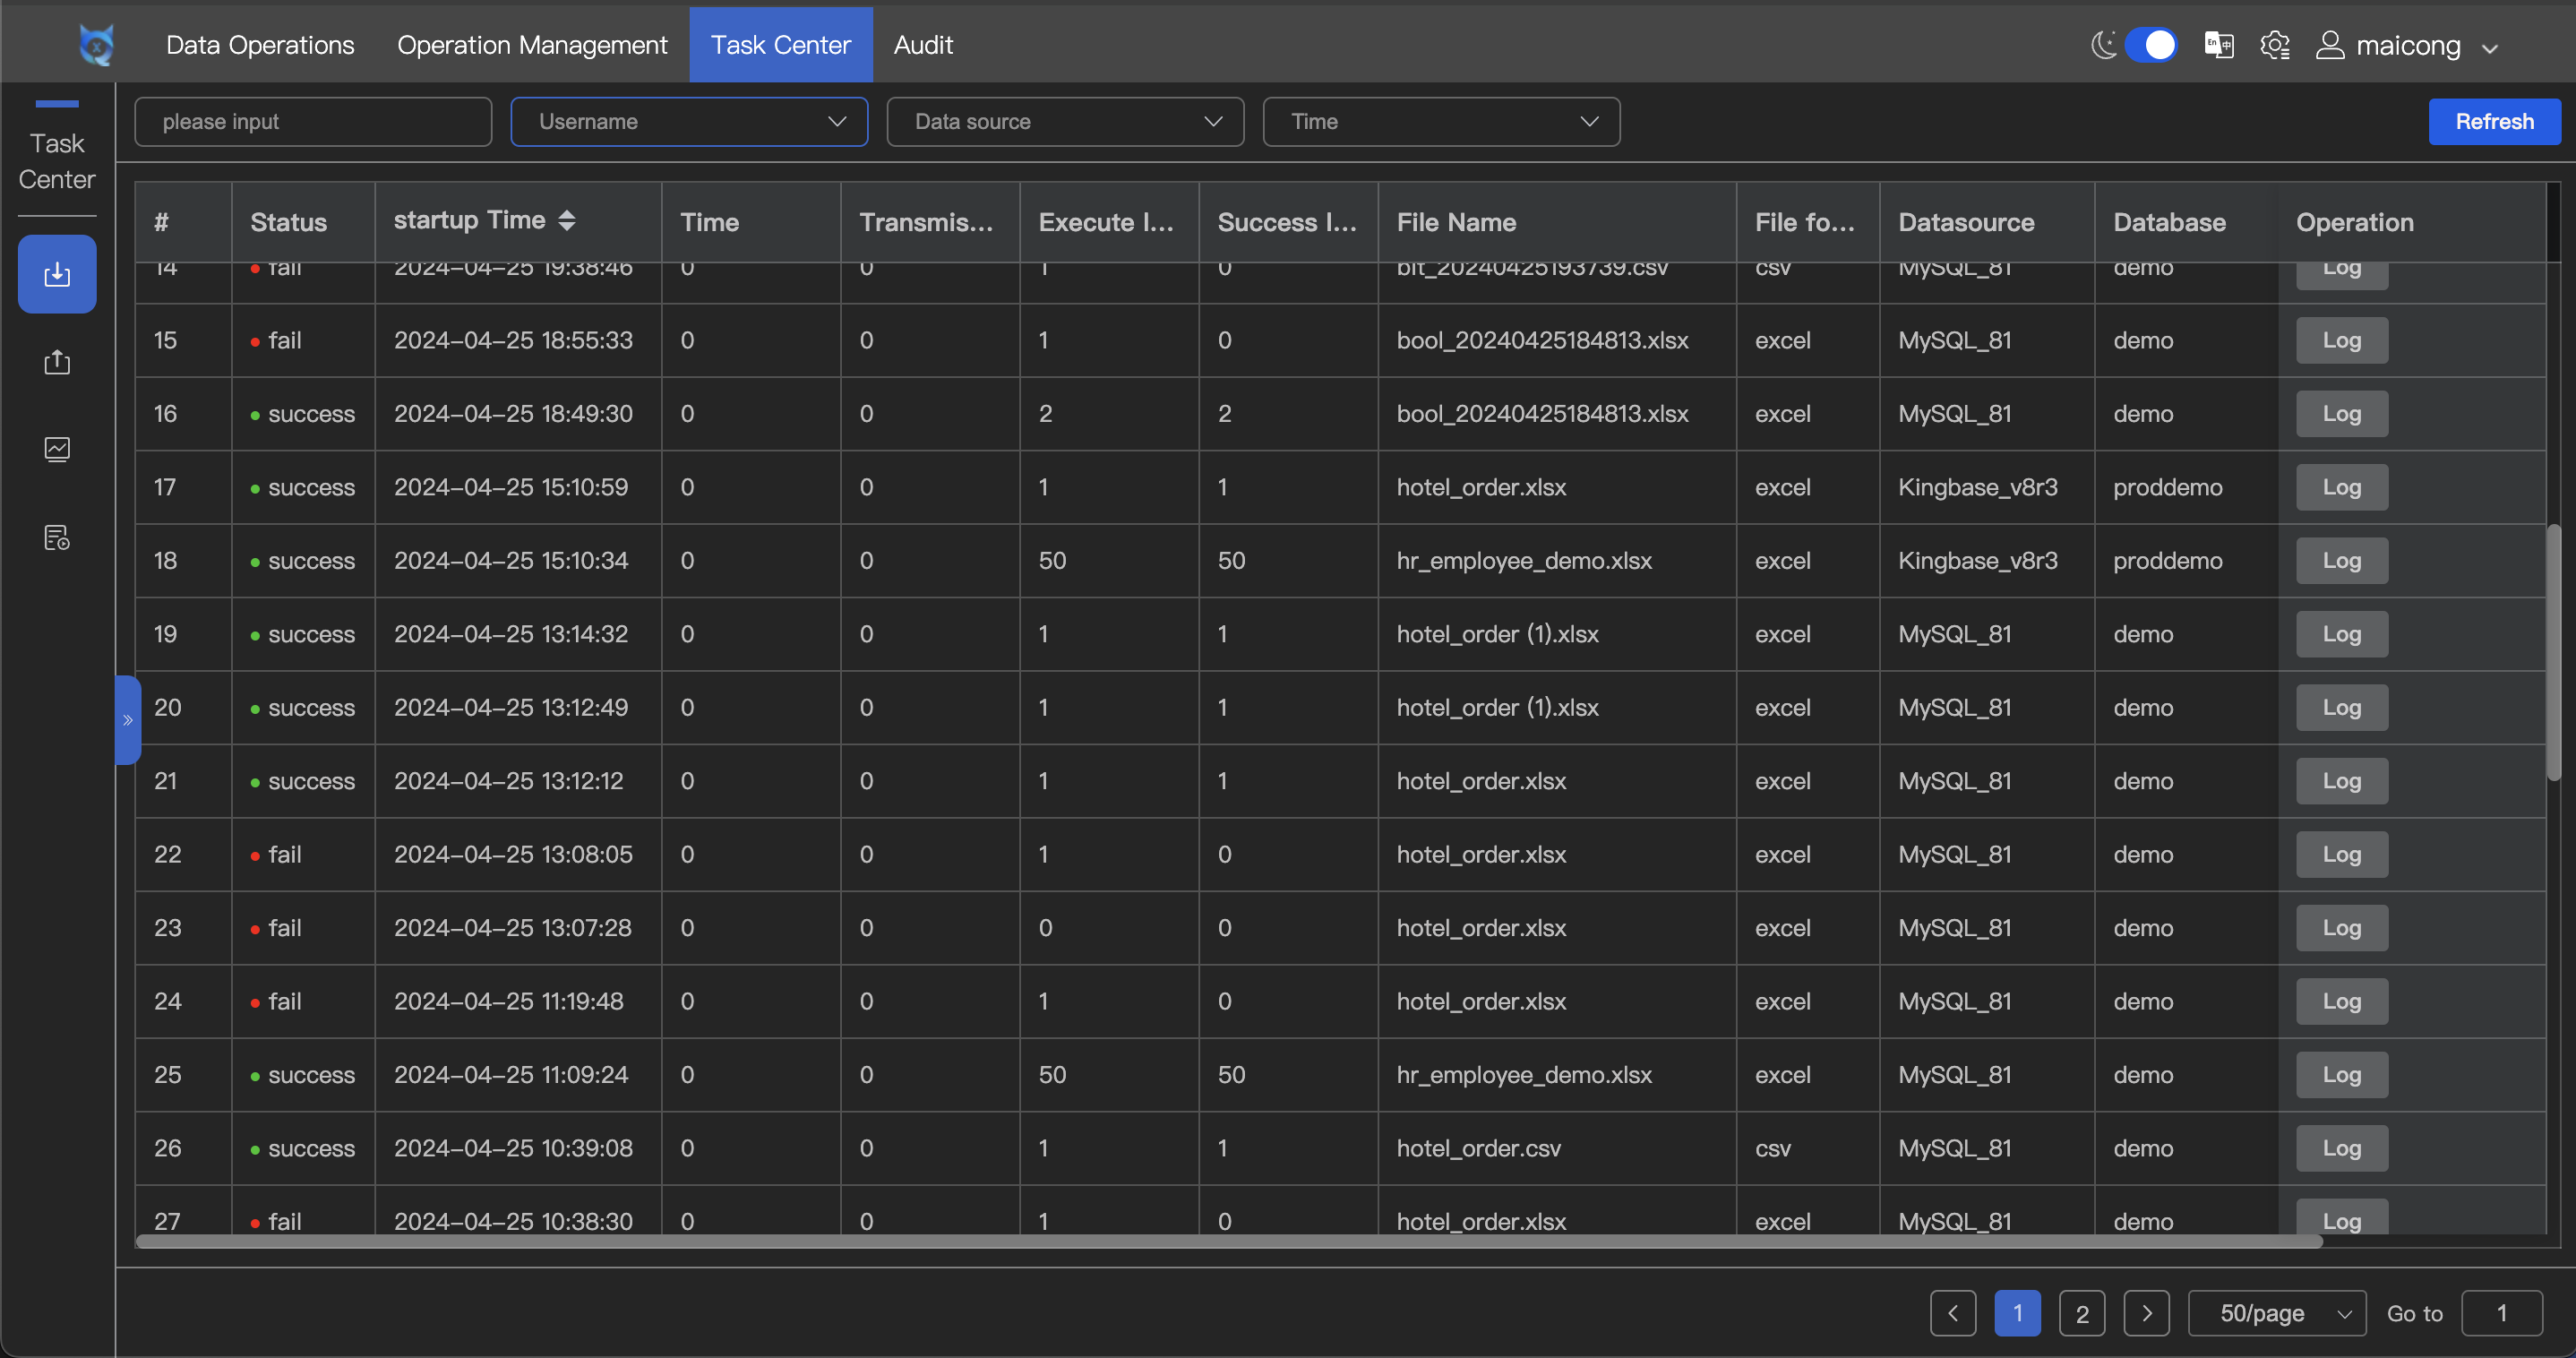 Data Operations Operation Management Task Center Audit En 中 maicong
Task
Center
please input Username Data source Time Refresh
# Status startup Time Time Transmis... Execute l... Success l... File Name File fo... Datasource Database Operation
14 fail 2024-04-25 19:38:46 0 0 1 0 bit_20240425193739.csv csv MySQL_81 demo Log
15 fail 2024-04-25 18:55:33 0 0 1 0 bool_20240425184813.xlsx excel MySQL_81 demo Log
16 success 2024-04-25 18:49:30 0 0 2 2 bool_20240425184813.xlsx excel MySQL_81 demo Log
17 success 2024-04-25 15:10:59 0 0 1 1 hotel_order.xlsx excel Kingbase_v8r3 proddemo Log
18 success 2024-04-25 15:10:34 0 0 50 50 hr_employee_demo.xlsx excel Kingbase_v8r3 proddemo Log
19 success 2024-04-25 13:14:32 0 0 1 1 hotel_order (1).xlsx excel MySQL_81 demo Log
20 success 2024-04-25 13:12:49 0 0 1 1 hotel_order (1).xlsx excel MySQL_81 demo Log
21 success 2024-04-25 13:12:12 0 0 1 1 hotel_order.xlsx excel MySQL_81 demo Log
22 fail 2024-04-25 13:08:05 0 0 1 0 hotel_order.xlsx excel MySQL_81 demo Log
23 fail 2024-04-25 13:07:28 0 0 0 0 hotel_order.xlsx excel MySQL_81 demo Log
24 fail 2024-04-25 11:19:48 0 0 1 0 hotel_order.xlsx excel MySQL_81 demo Log
25 success 2024-04-25 11:09:24 0 0 50 50 hr_employee_demo.xlsx excel MySQL_81 demo Log
26 success 2024-04-25 10:39:08 0 0 1 1 hotel_order.csv csv MySQL_81 demo Log
27 fail 2024-04-25 10:38:30 0 0 1 0 hotel_order.xlsx excel MySQL_81 demo Log
1 2 50/page Go to 1